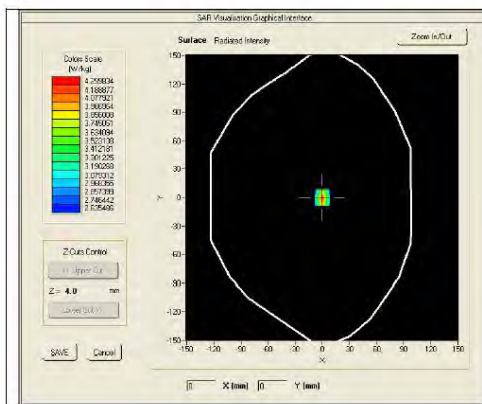 SAR Visualisation Graphical Interface
Surface Radiated Intensity
Zoom In/Out
Colors Scale
(W/kg)
4.299834
4.188877
4.077921
3.966964
3.856008
3.745051
3.634094
3.523138
3.412181
3.301225
3.190268
3.079312
2.968355
2.857399
2.746442
2.635486
150
120
90
60
30
0
-30
-60
-90
-120
-150
Y
-150 -120 -90 -60 -30 0 30 60 90 120 150
X
Z Cuts Control
Upper Cut
Z = 4.0 mm
Lower Cut
SAVE
Cancel
0 X (mm) 0 Y (mm)